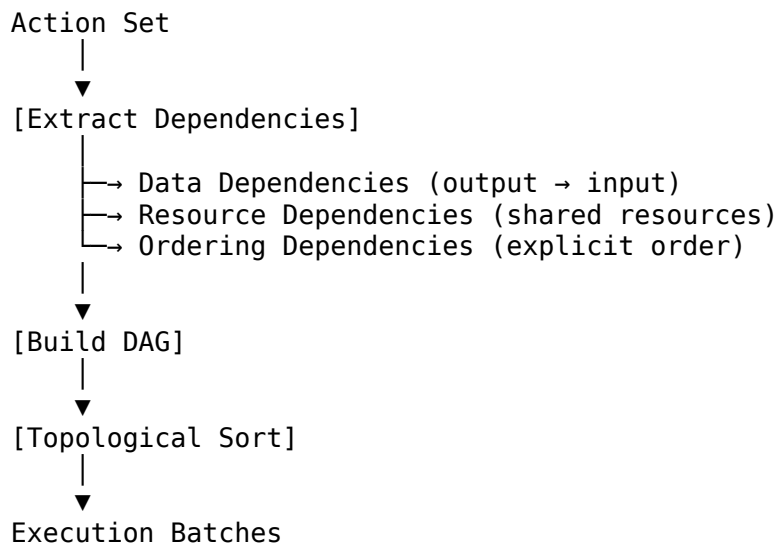 Action Set
[Extract Dependencies]
→ Data Dependencies (output → input)
→ Resource Dependencies (shared resources)
→ Ordering Dependencies (explicit order)
[Build DAG]
[Topological Sort]
Execution Batches